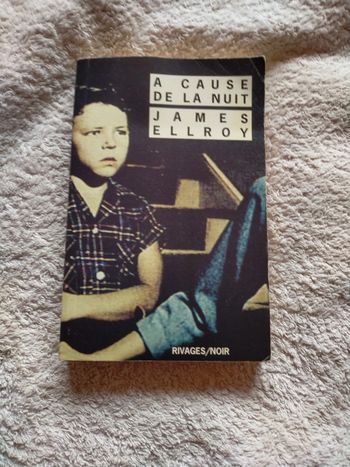 A CAUSE
DE LA NUIT
JAMES
ELLROY
RIVAGES/NOIR